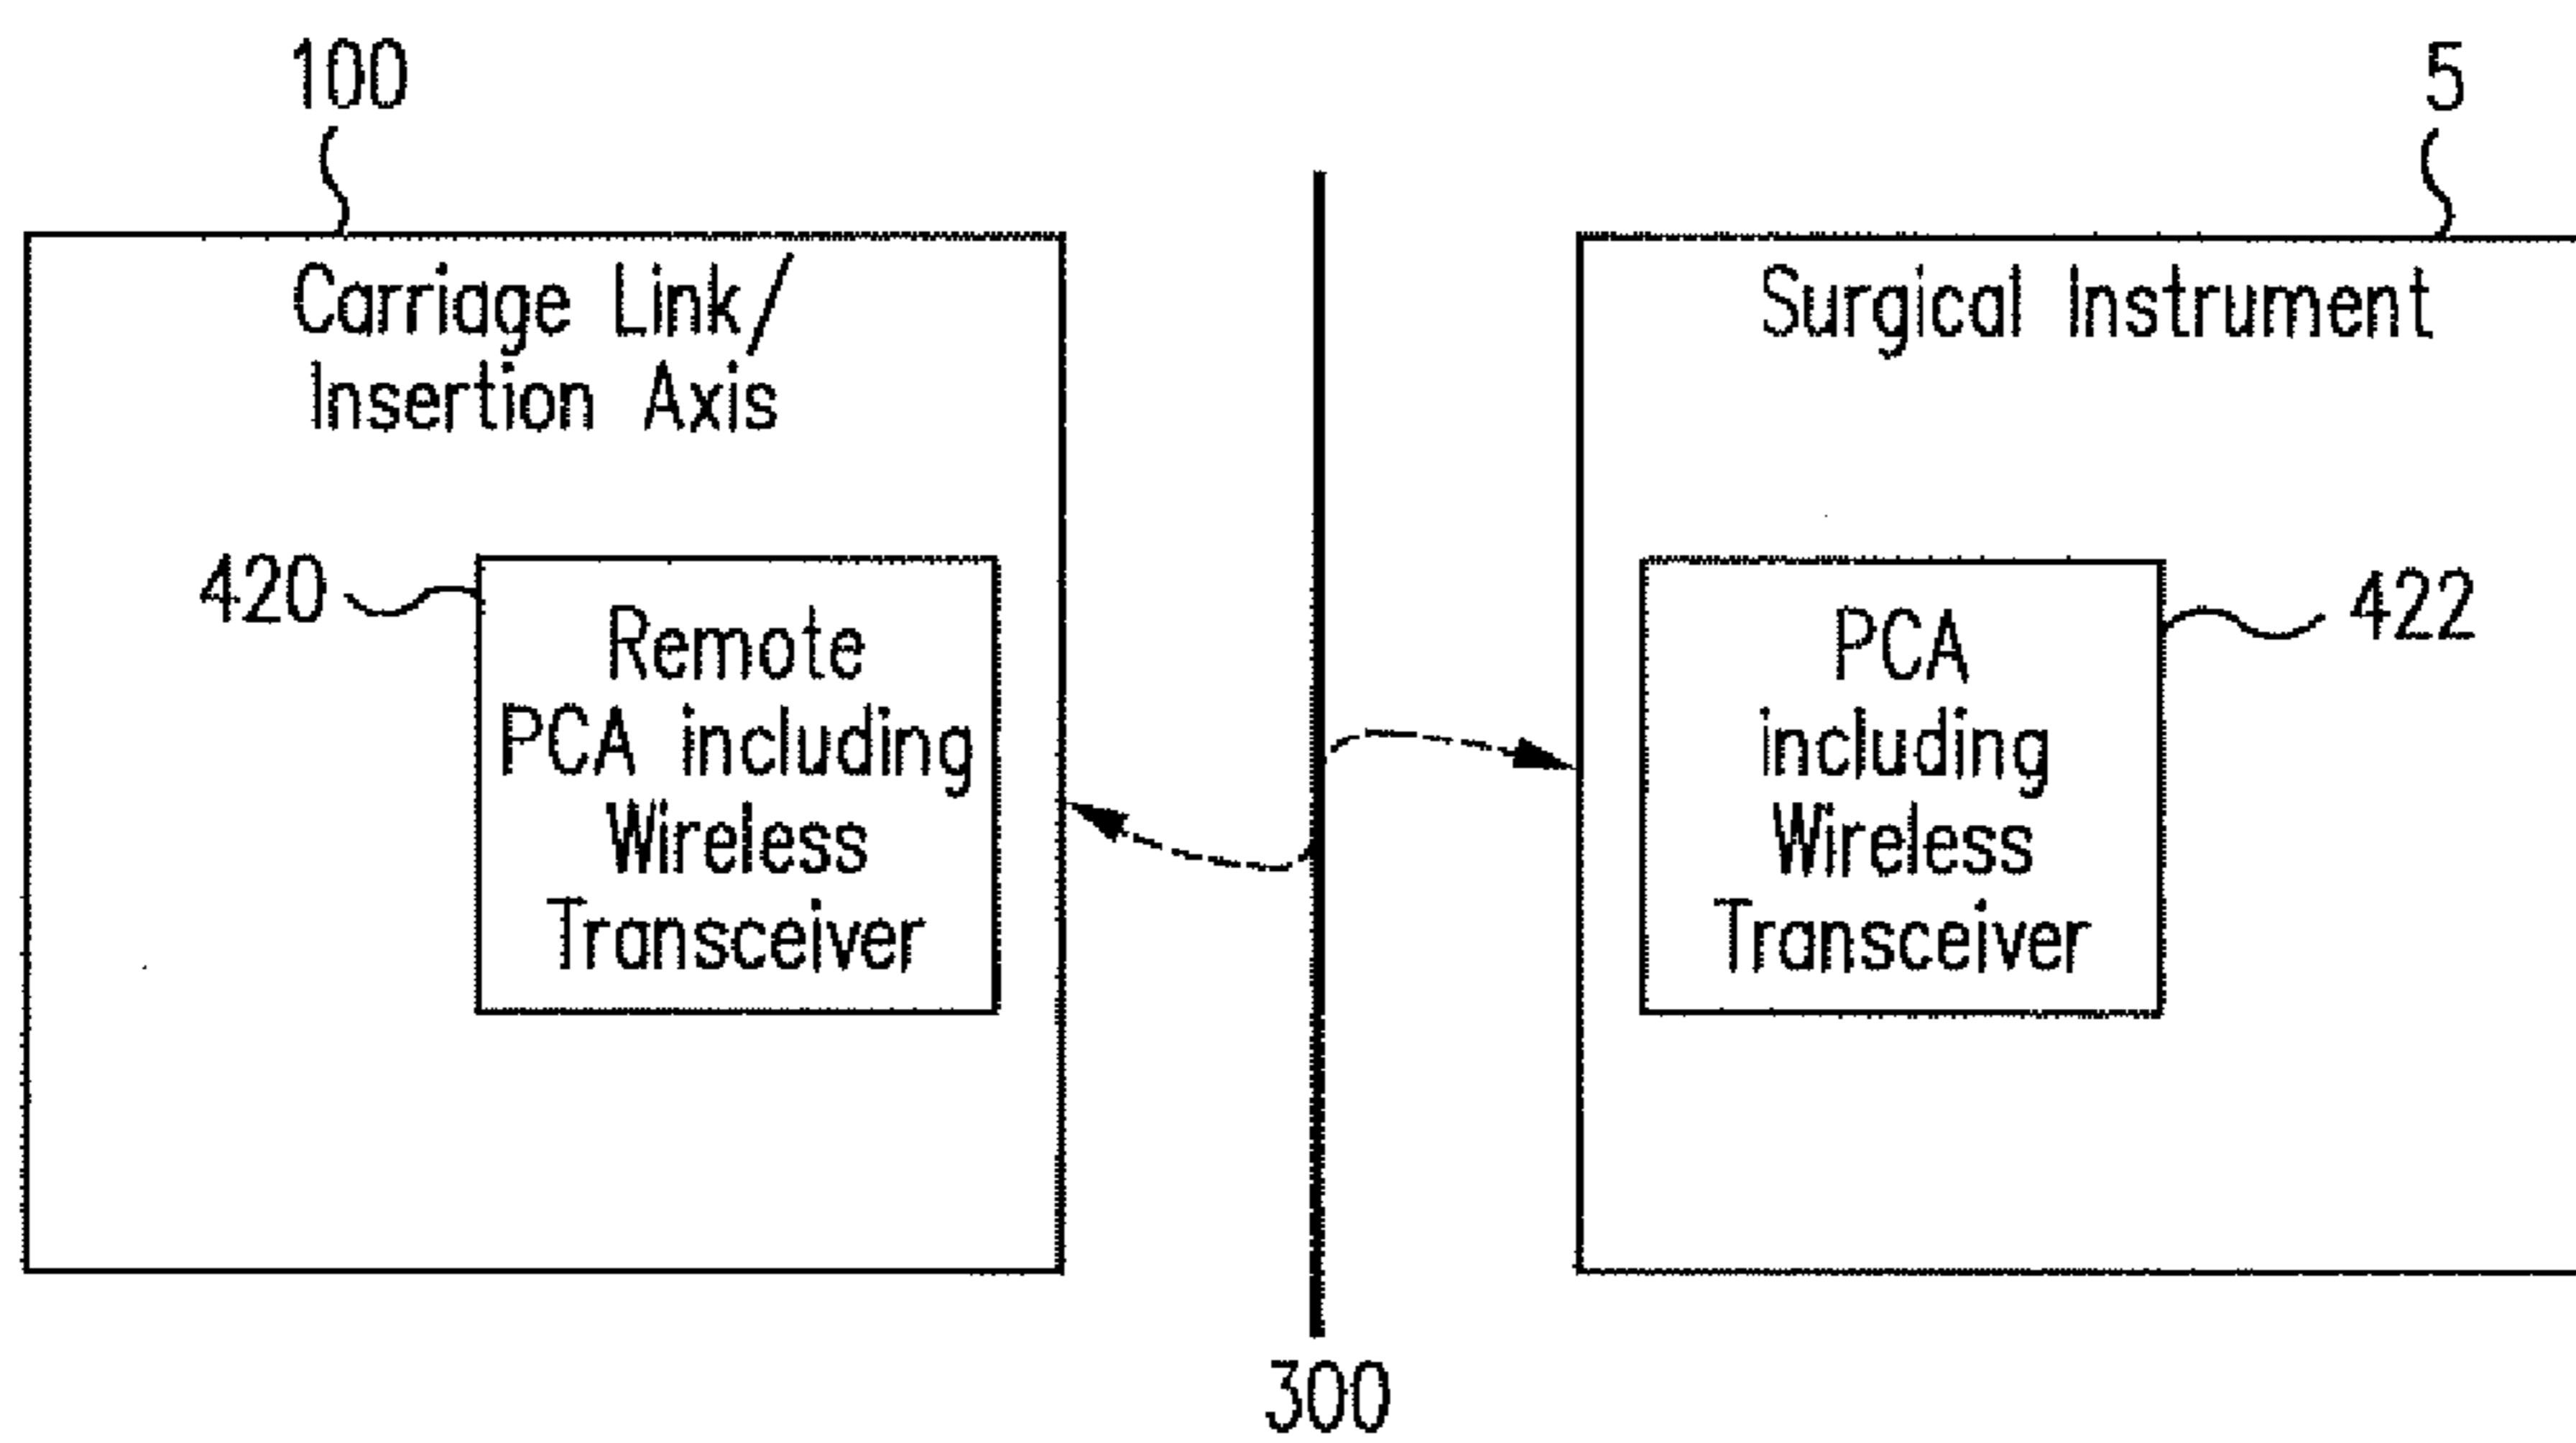 100
5
Carriage Link/
Insertion Axis
Surgical Instrument
420
Remote
PCA including
Wireless
Transceiver
PCA
including
Wireless
Transceiver
422
300